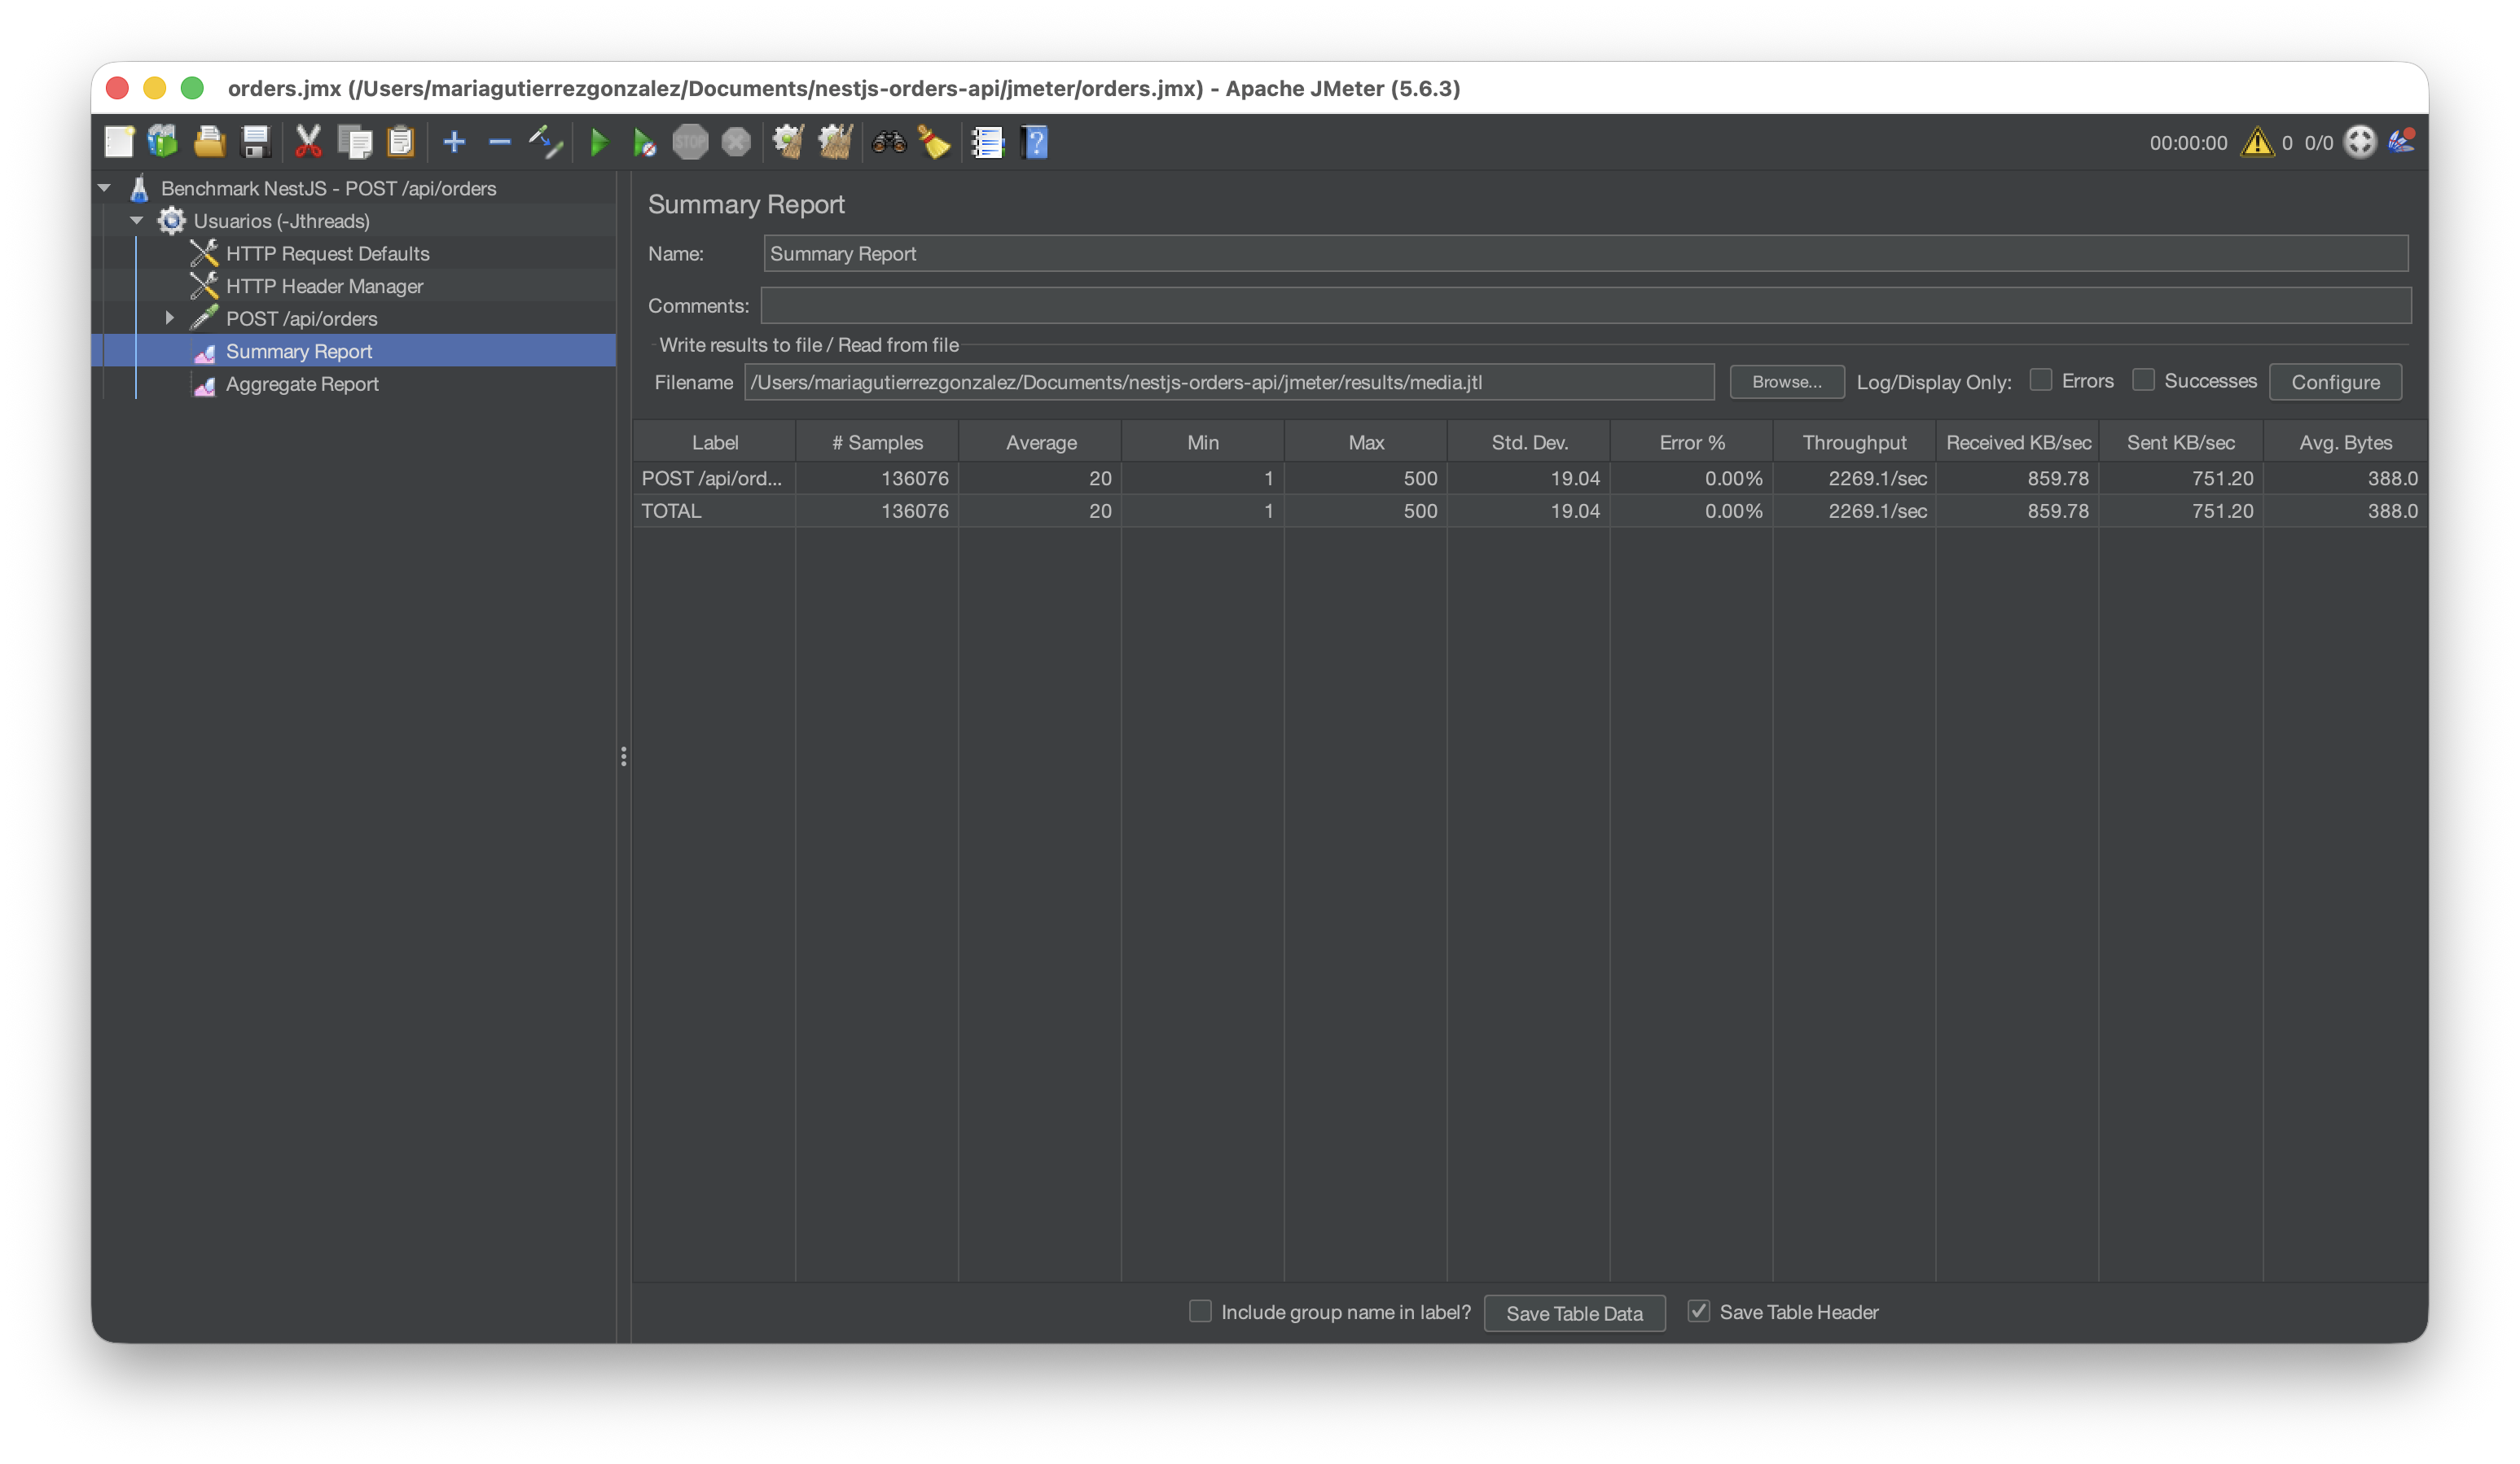 orders.jmx (/Users/mariagutierrezgonzalez/Documents/nestjs-orders-api/jmeter/orders.jmx) - Apache JMeter (5.6.3)
STOP
00:00:00 0 0/0
Benchmark NestJS - POST /api/orders
Usuarios (-Jthreads)
HTTP Request Defaults
HTTP Header Manager
POST /api/orders
Summary Report
Aggregate Report
Summary Report
Name: Summary Report
Comments:
Write results to file / Read from file
Filename /Users/mariagutierrezgonzalez/Documents/nestjs-orders-api/jmeter/results/media.jtl Browse... Log/Display Only: Errors Successes Configure
Label # Samples Average Min Max Std. Dev. Error % Throughput Received KB/sec Sent KB/sec Avg. Bytes
POST /api/ord... 136076 20 1 500 19.04 0.00% 2269.1/sec 859.78 751.20 388.0
TOTAL 136076 20 1 500 19.04 0.00% 2269.1/sec 859.78 751.20 388.0
Include group name in label? Save Table Data Save Table Header